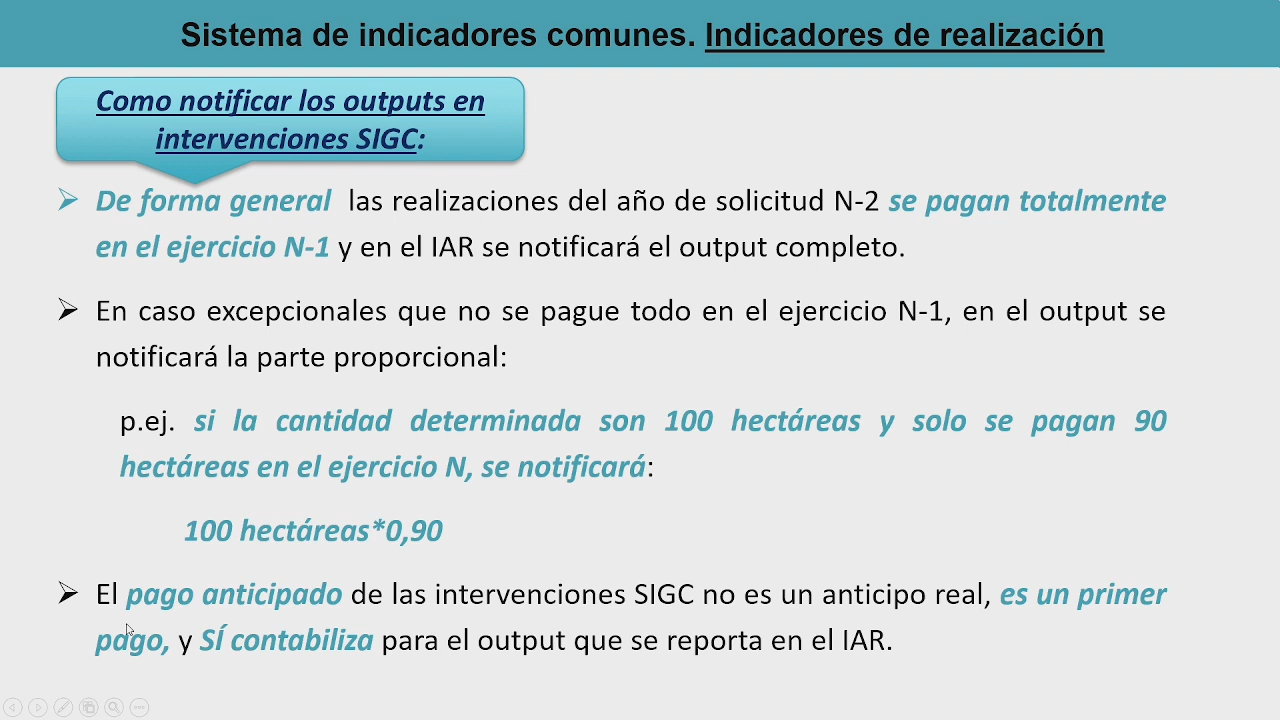 Sistema de indicadores comunes. Indicadores de realización
Como notificar los outputs en
intervenciones SIGC:
➢ De forma general las realizaciones del año de solicitud N-2 se pagan totalmente
en el ejercicio N-1 y en el IAR se notificará el output completo.
➢ En caso excepcionales que no se pague todo en el ejercicio N-1, en el output se
notificará la parte proporcional:
p.ej. si la cantidad determinada son 100 hectáreas y solo se pagan 90
hectáreas en el ejercicio N, se notificará:
100 hectáreas*0,90
➢ El pago anticipado de las intervenciones SIGC no es un anticipo real, es un primer
pago, y SÍ contabiliza para el output que se reporta en el IAR.